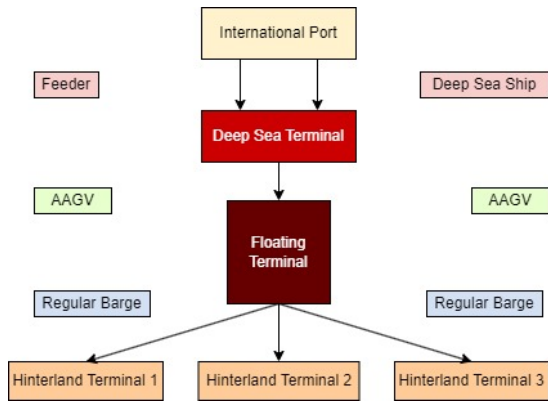 International Port
Feeder
Deep Sea Ship
Deep Sea Terminal
AAGV
AAGV
Floating
Terminal
Regular Barge
Regular Barge
Hinterland Terminal 1
Hinterland Terminal 2
Hinterland Terminal 3